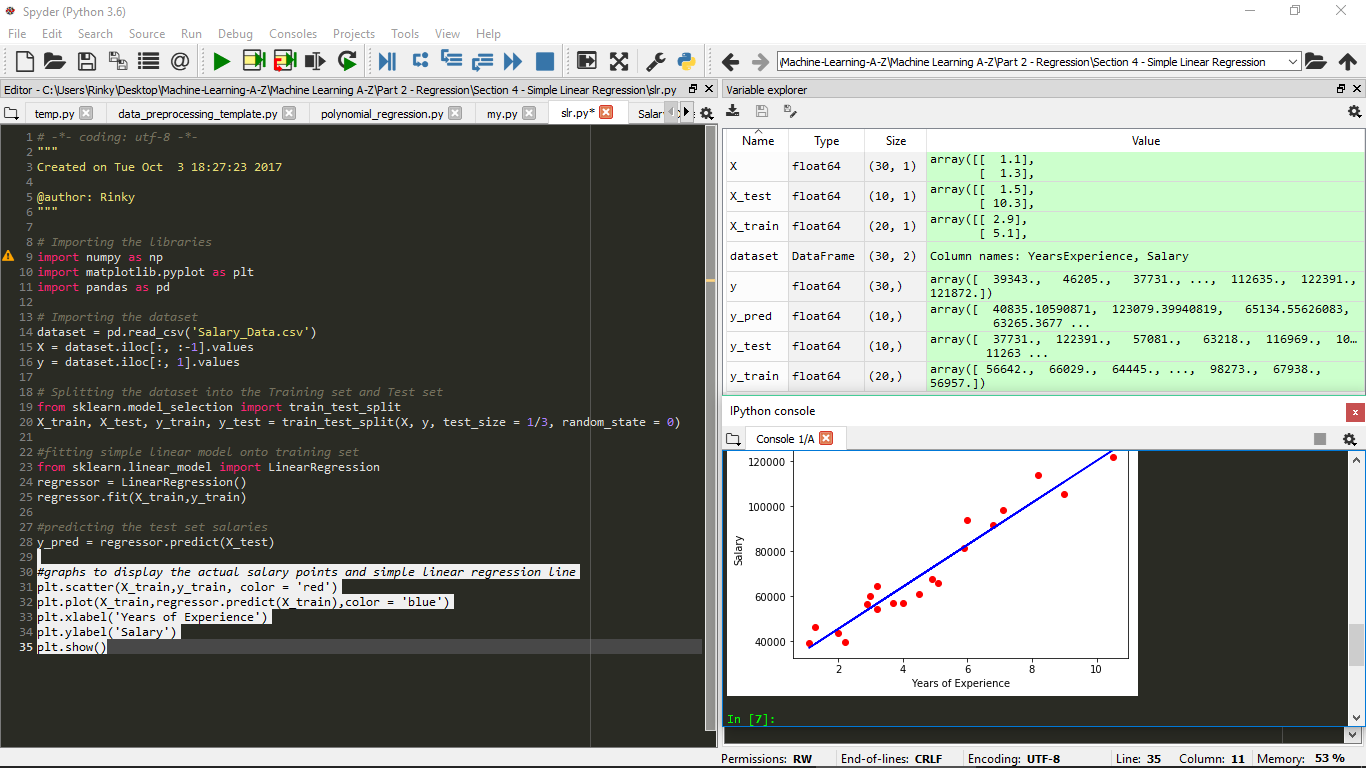 Spyder (Python 3.6)
File Edit Search Source Run Debug Consoles Projects Tools View Help
\Machine-Learning-A-Z\Machine Learning A-Z\Part 2 - Regression\Section 4 - Simple Linear Regression
Editor - C:\Users\Rinky\Desktop\Machine-Learning-A-Z\Machine Learning A-Z\Part 2 - Regression\Section 4 - Simple Linear Regression\slr.py
temp.py data_preprocessing_template.py polynomial_regression.py my.py slr.py* Salar
1 # -*- coding: utf-8 -*-
2 """
3 Created on Tue Oct  3 18:27:23 2017
4
5 @author: Rinky
6 """
7
8 # Importing the libraries
9 import numpy as np
10 import matplotlib.pyplot as plt
11 import pandas as pd
12
13 # Importing the dataset
14 dataset = pd.read_csv('Salary_Data.csv')
15 X = dataset.iloc[:, :-1].values
16 y = dataset.iloc[:, 1].values
17
18 # Splitting the dataset into the Training set and Test set
19 from sklearn.model_selection import train_test_split
20 X_train, X_test, y_train, y_test = train_test_split(X, y, test_size = 1/3, random_state = 0)
21
22 #fitting simple linear model onto training set
23 from sklearn.linear_model import LinearRegression
24 regressor = LinearRegression()
25 regressor.fit(X_train,y_train)
26
27 #predicting the test set salaries
28 y_pred = regressor.predict(X_test)
29
30 #graphs to display the actual salary points and simple linear regression line
31 plt.scatter(X_train,y_train, color = 'red')
32 plt.plot(X_train,regressor.predict(X_train),color = 'blue')
33 plt.xlabel('Years of Experience')
34 plt.ylabel('Salary')
35 plt.show()
Variable explorer
Name Type Size Value
X float64 (30, 1) array([[ 1.1],
[ 1.3],
X_test float64 (10, 1) array([[ 1.5],
[ 10.3],
X_train float64 (20, 1) array([[ 2.9],
[ 5.1],
dataset DataFrame (30, 2) Column names: YearsExperience, Salary
y float64 (30,) array([ 39343., 46205., 37731., ..., 112635., 122391.,
121872.])
y_pred float64 (10,) array([ 40835.10590871, 123079.39940819, 65134.55626083,
63265.3677 ...
y_test float64 (10,) array([ 37731., 122391., 57081., 63218., 116969., 10…
11263 ...
y_train float64 (20,) array([ 56642., 66029., 64445., ..., 98273., 67938.,
56957.])
IPython console
Console 1/A
120000
100000
80000
60000
40000
Salary
2 4 6 8 10
Years of Experience
In [7]:
Permissions: RW End-of-lines: CRLF Encoding: UTF-8 Line: 35 Column: 11 Memory: 53 %